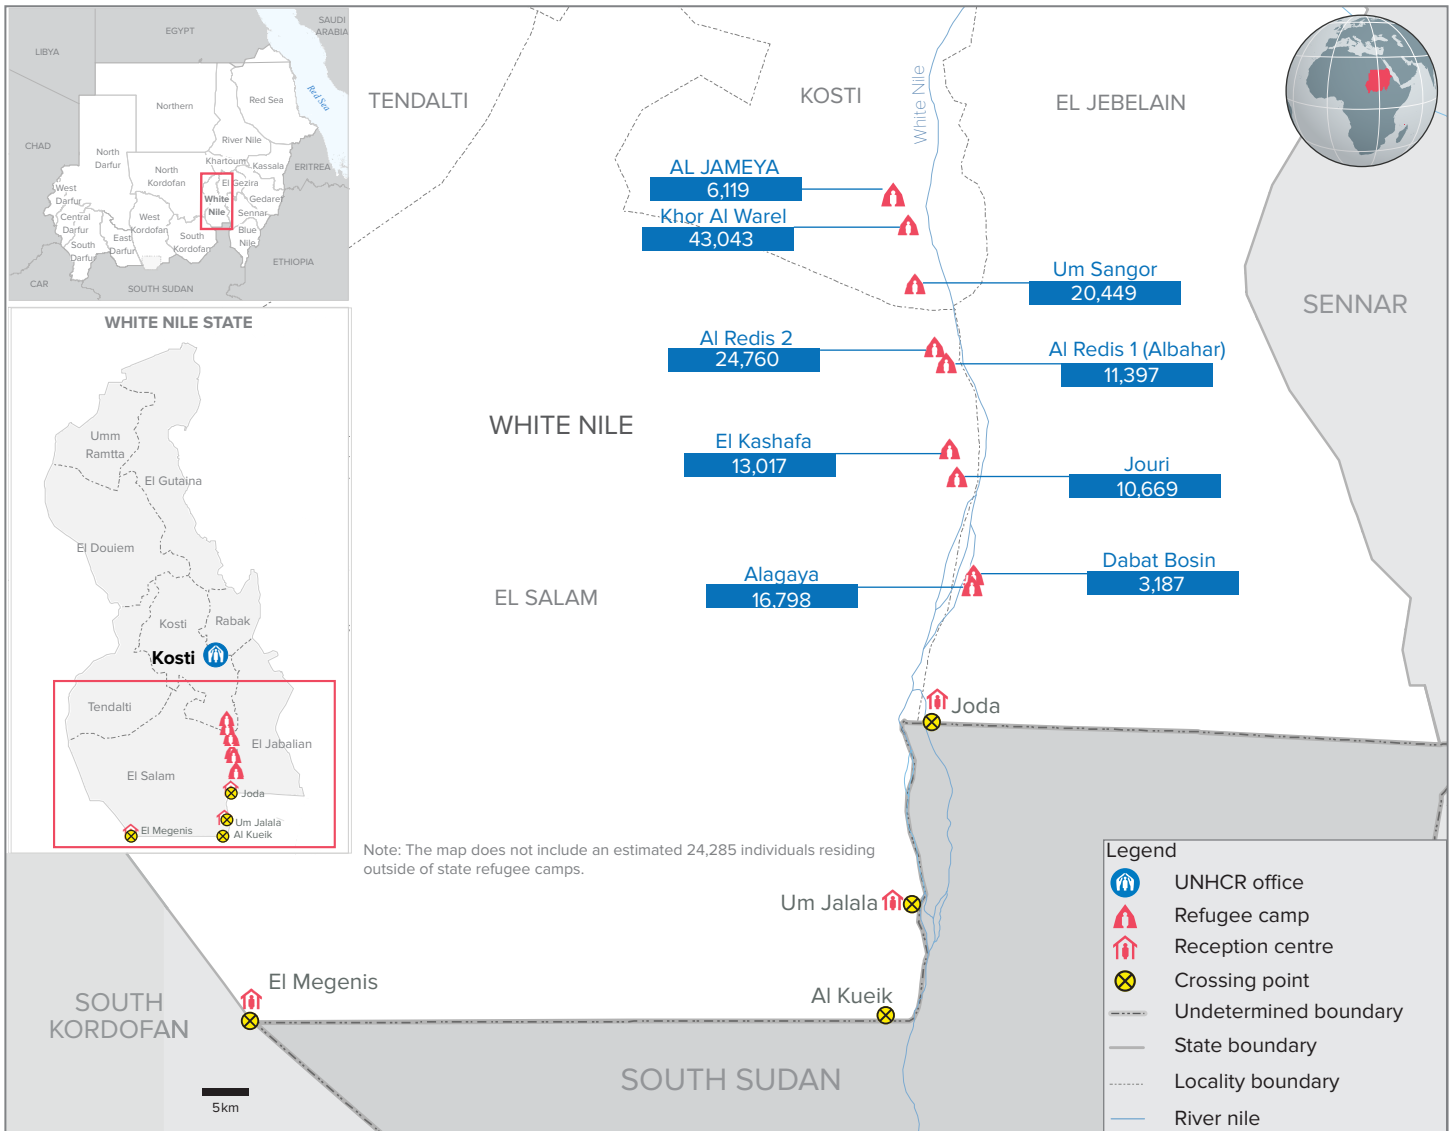 SAUDI
ARABIA
EGYPT
LIBYA
Red Sea
Northern
Red Sea
CHAD
River Nile
North
Darfur
Khartoum
Kassala
ERITREA
North
Kordofan
El Gezira
West
Darfur
White
Nile
Gedaref
Sennar
Central
Darfur
West
Kordofan
Blue
Nile
South
Darfur
East
Darfur
South
Kordofan
ETHIOPIA
CAR
SOUTH SUDAN
WHITE NILE STATE
Umm
Ramtta
El Gutaina
El Douiem
Kosti
Rabak
Kosti
Tendalti
El Jabalian
El Salam
Joda
Um Jalala
El Megenis
Al Kueik
TENDALTI
KOSTI
White Nile
EL JEBELAIN
AL JAMEYA
6,119
Khor Al Warel
43,043
Um Sangor
20,449
SENNAR
Al Redis 2
24,760
Al Redis 1 (Albahar)
11,397
WHITE NILE
El Kashafa
13,017
Jouri
10,669
Dabat Bosin
3,187
Alagaya
16,798
EL SALAM
Joda
Note: The map does not include an estimated 24,285 individuals residing
outside of state refugee camps.
Um Jalala
El Megenis
Al Kueik
SOUTH
KORDOFAN
SOUTH SUDAN
5km
Legend
UNHCR office
Refugee camp
Reception centre
Crossing point
Undetermined boundary
State boundary
Locality boundary
River nile